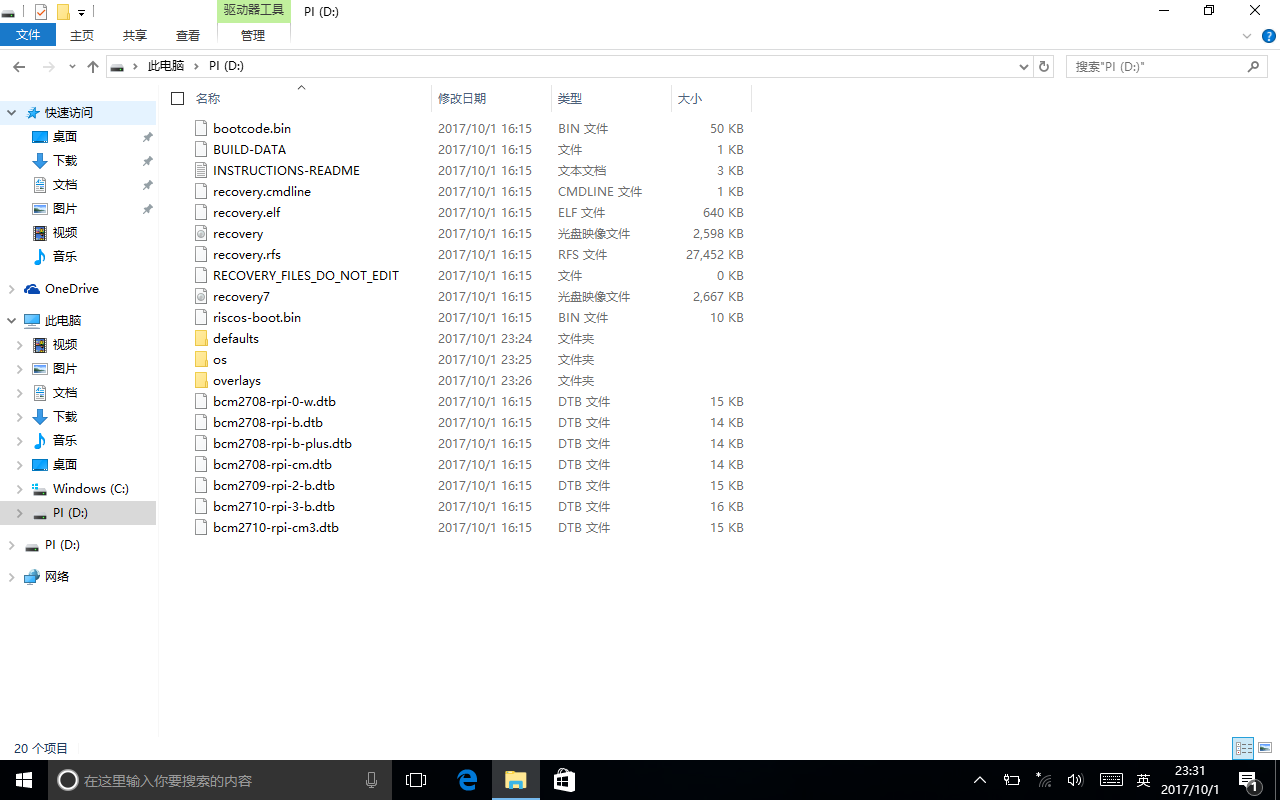 驱动器工具 PI (D:)
文件 主页 共享 查看 管理
此电脑 PI (D:) 搜索"PI (D:)"
快速访问
桌面
下载
文档
图片
视频
音乐
OneDrive
此电脑
视频
图片
文档
下载
音乐
桌面
Windows (C:)
PI (D:)
PI (D:)
网络
名称 修改日期 类型 大小
bootcode.bin 2017/10/1 16:15 BIN 文件 50 KB
BUILD-DATA 2017/10/1 16:15 文件 1 KB
INSTRUCTIONS-README 2017/10/1 16:15 文本文档 3 KB
recovery.cmdline 2017/10/1 16:15 CMDLINE 文件 1 KB
recovery.elf 2017/10/1 16:15 ELF 文件 640 KB
recovery 2017/10/1 16:15 光盘映像文件 2,598 KB
recovery.rfs 2017/10/1 16:15 RFS 文件 27,452 KB
RECOVERY_FILES_DO_NOT_EDIT 2017/10/1 16:15 文件 0 KB
recovery7 2017/10/1 16:15 光盘映像文件 2,667 KB
riscos-boot.bin 2017/10/1 16:15 BIN 文件 10 KB
defaults 2017/10/1 23:24 文件夹
os 2017/10/1 23:25 文件夹
overlays 2017/10/1 23:26 文件夹
bcm2708-rpi-0-w.dtb 2017/10/1 16:15 DTB 文件 15 KB
bcm2708-rpi-b.dtb 2017/10/1 16:15 DTB 文件 14 KB
bcm2708-rpi-b-plus.dtb 2017/10/1 16:15 DTB 文件 14 KB
bcm2708-rpi-cm.dtb 2017/10/1 16:15 DTB 文件 14 KB
bcm2709-rpi-2-b.dtb 2017/10/1 16:15 DTB 文件 15 KB
bcm2710-rpi-3-b.dtb 2017/10/1 16:15 DTB 文件 16 KB
bcm2710-rpi-cm3.dtb 2017/10/1 16:15 DTB 文件 15 KB
20 个项目
在这里输入你要搜索的内容
英
23:31
2017/10/1
1